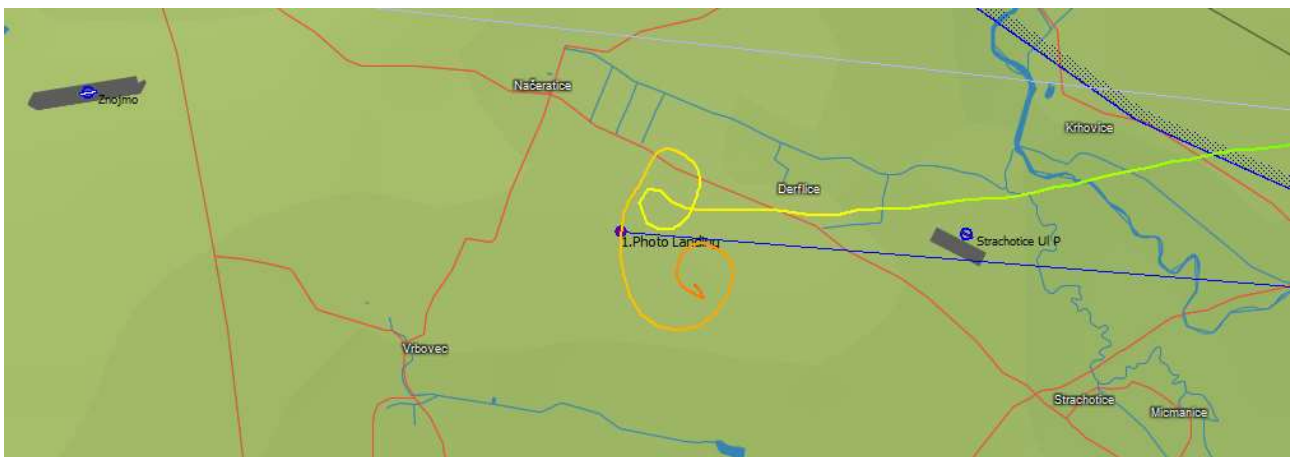 Načeratice
Znojmo
Krhovice
Derflice
1.Photo Landing
Strachotice Ul P
Vrbovec
Strachotice
Micmanice